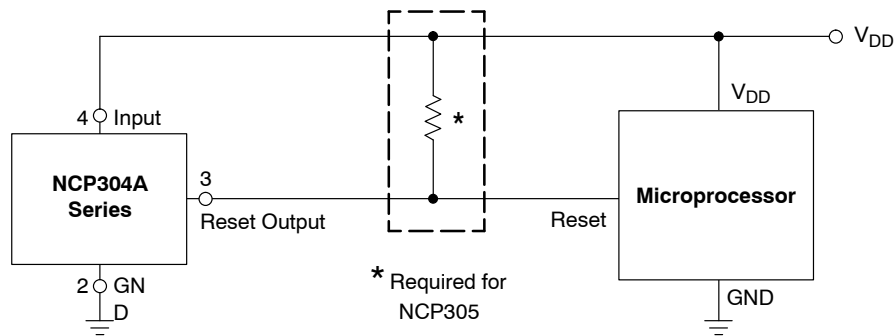 V_DD
V_DD
4 Input
*
NCP304A
Series
3
Reset Output
Reset
Microprocessor
2 GN
D
* Required for
NCP305
GND